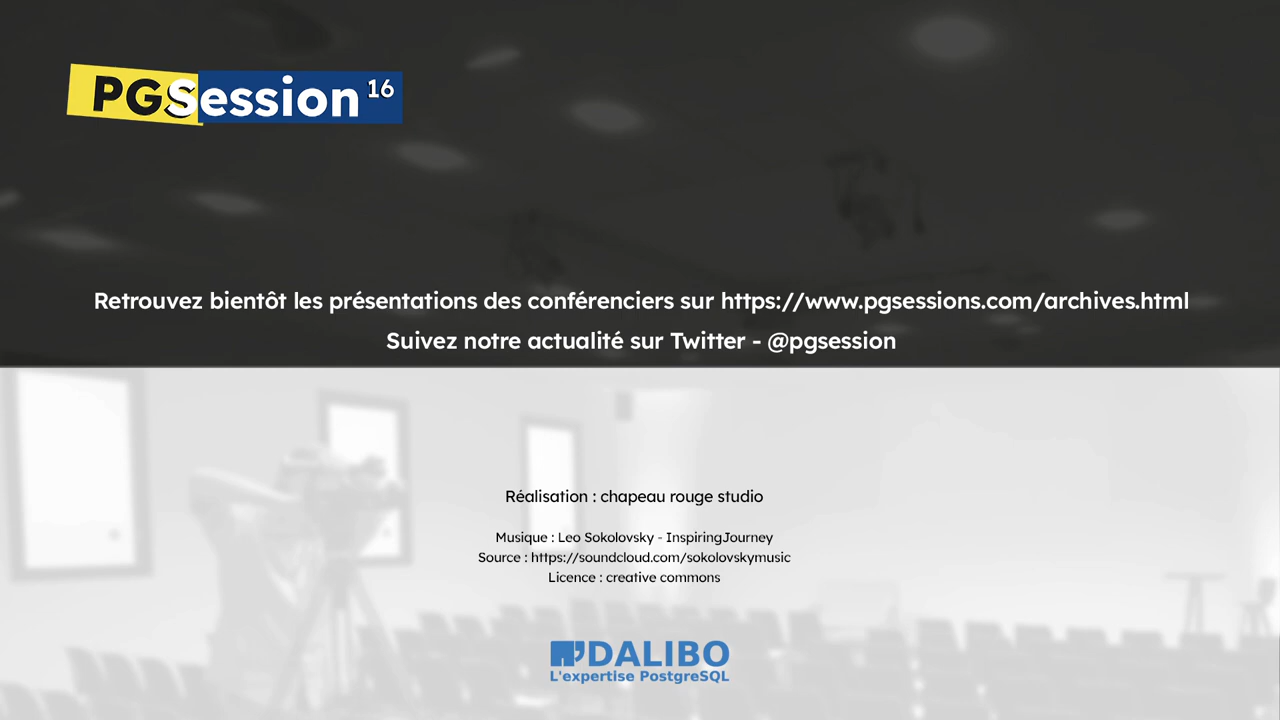 PGSession 16
Retrouvez bientôt les présentations des conférenciers sur https://www.pgsessions.com/archives.html
Suivez notre actualité sur Twitter - @pgsession
Réalisation : chapeau rouge studio
Musique : Leo Sokolovsky - InspiringJourney
Source : https://soundcloud.com/sokolovskymusic
Licence : creative commons
DALIBO
L'expertise PostgreSQL